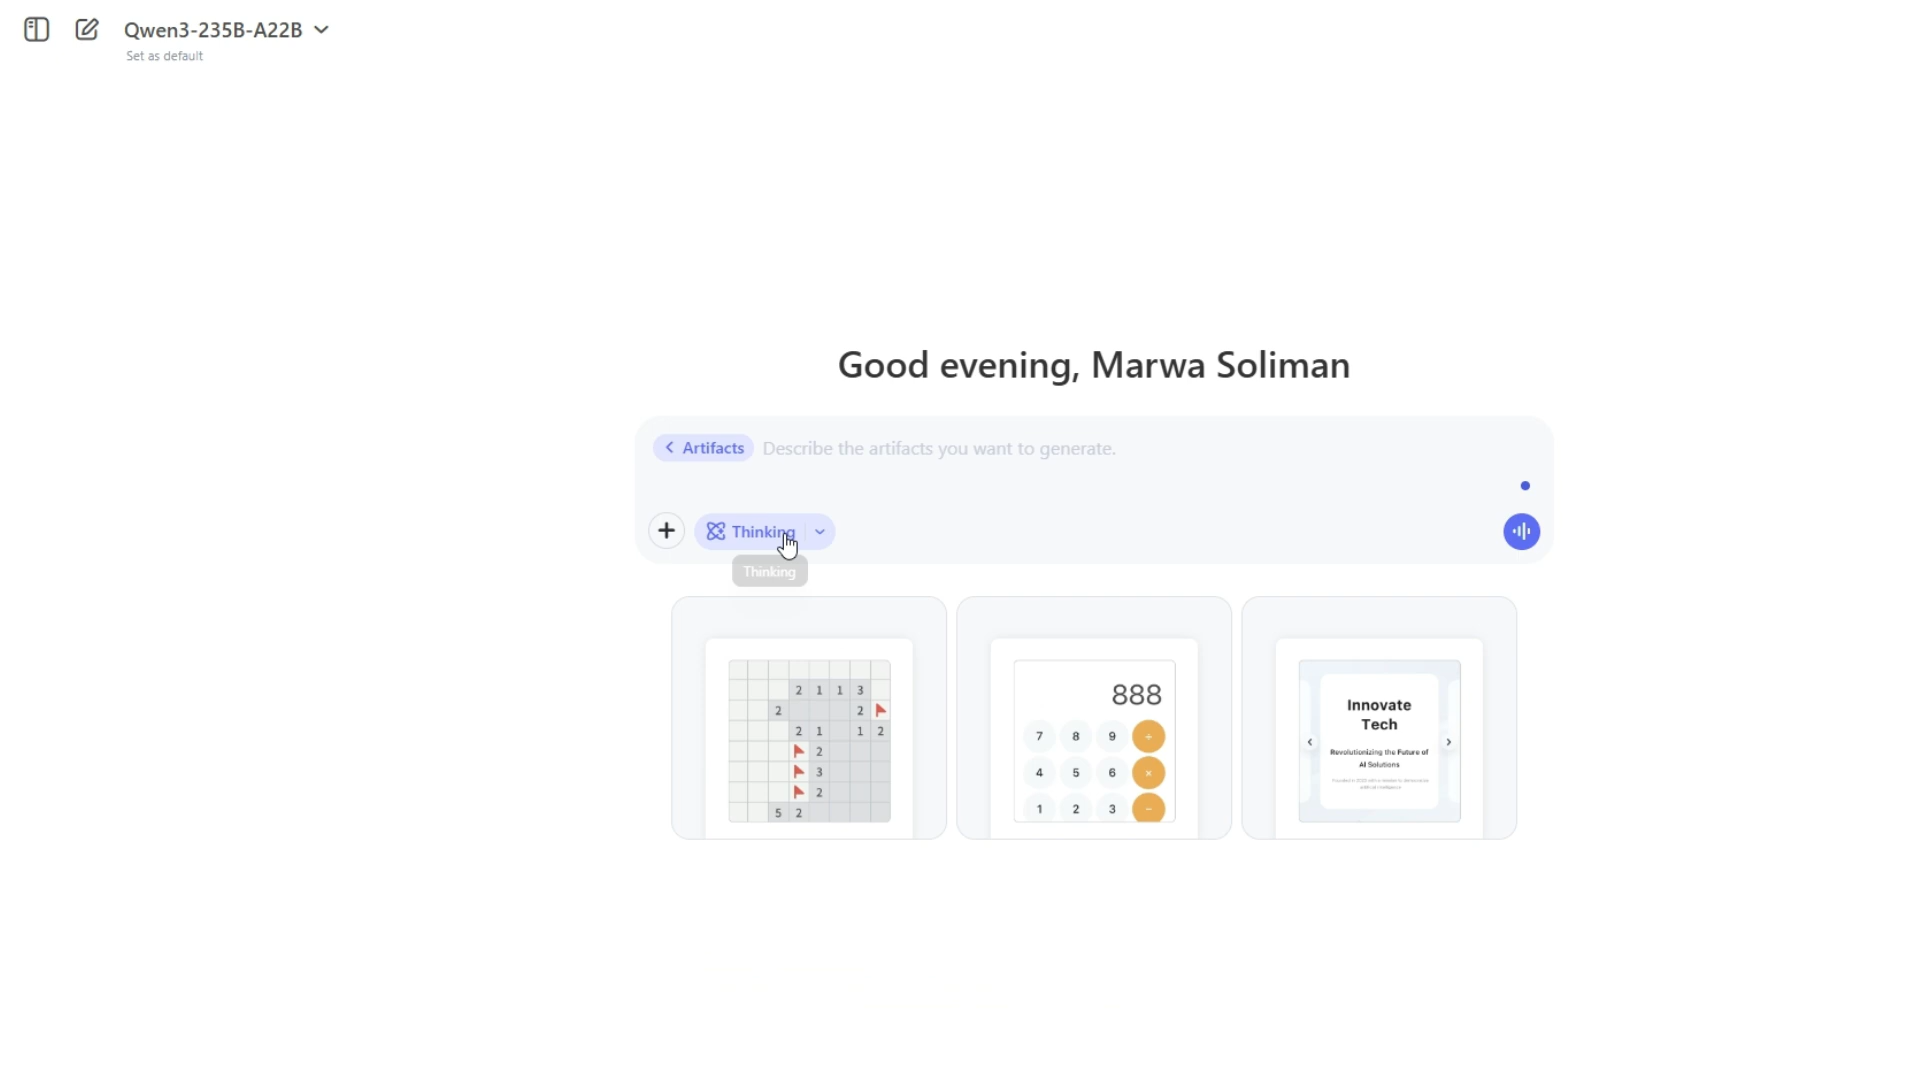 Qwen3-235B-A22B
Set as default
Good evening, Marwa Soliman
Artifacts Describe the artifacts you want to generate.
Thinking
Thinking
2 1 1 3
2 2
2 1 1 2
2
3
2
5 2
888
7 8 9 ÷
4 5 6 ×
1 2 3 −
Innovate
Tech
Revolutionizing the Future of
AI Solutions